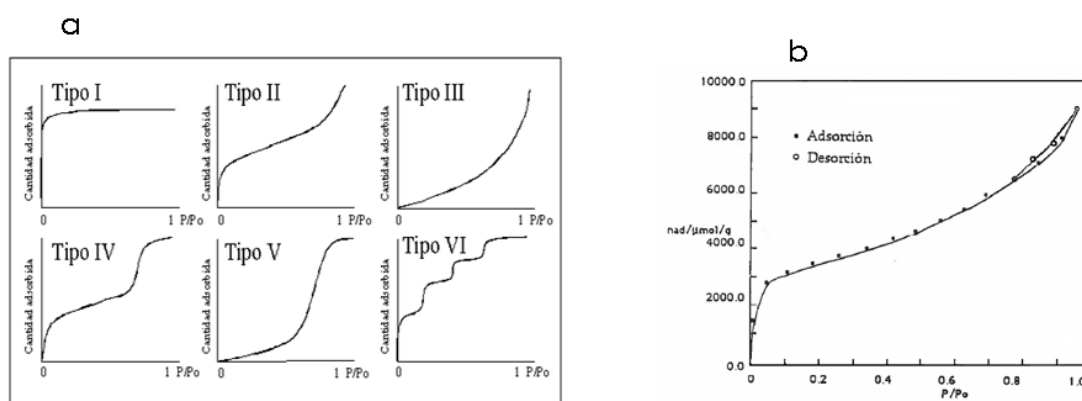 a
Tipo I
Cantidad adsorbida
0 1 P/Po
Tipo II
Cantidad adsorbida
0 1 P/Po
Tipo III
Cantidad adsorbida
0 1 P/Po
Tipo IV
Cantidad adsorbida
0 1 P/Po
Tipo V
Cantidad adsorbida
0 1 P/Po
Tipo VI
Cantidad adsorbida
0 1 P/Po
b
10000.0
8000.0
6000.0
nad/µmol/g
4000.0
2000.0
0.0
• Adsorción
o Desorción
0 0.2 0.4 0.6 0.8 1.0
P/Po